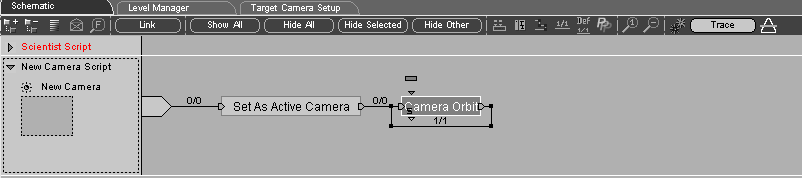 Schematic
Level Manager
Target Camera Setup
Link
Show All
Hide All
Hide Selected
Hide Other
1/1
Def
1/1
Trace
Scientist Script
New Camera Script
New Camera
0/0
Set As Active Camera
0/0
Camera Orbit
1/1